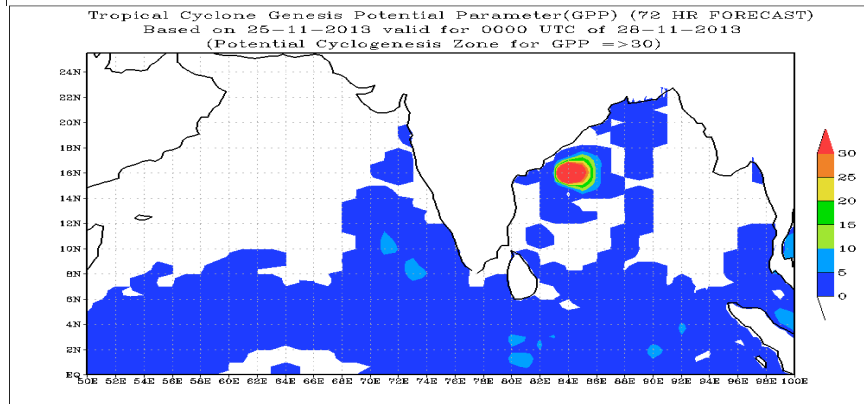 Tropical Cyclone Genesis Potential Parameter(GPP) (72 HR FORECAST)
Based on 25-11-2013 valid for 0000 UTC of 28-11-2013
(Potential Cyclogenesis Zone for GPP =>30)
24N
22N
20N
18N
16N
14N
12N
10N
8N
6N
4N
2N
EQ
50E 52E 54E 56E 58E 60E 62E 64E 66E 68E 70E 72E 74E 76E 78E 80E 82E 84E 86E 88E 90E 92E 94E 96E 98E 100E
30
25
20
15
10
5
0